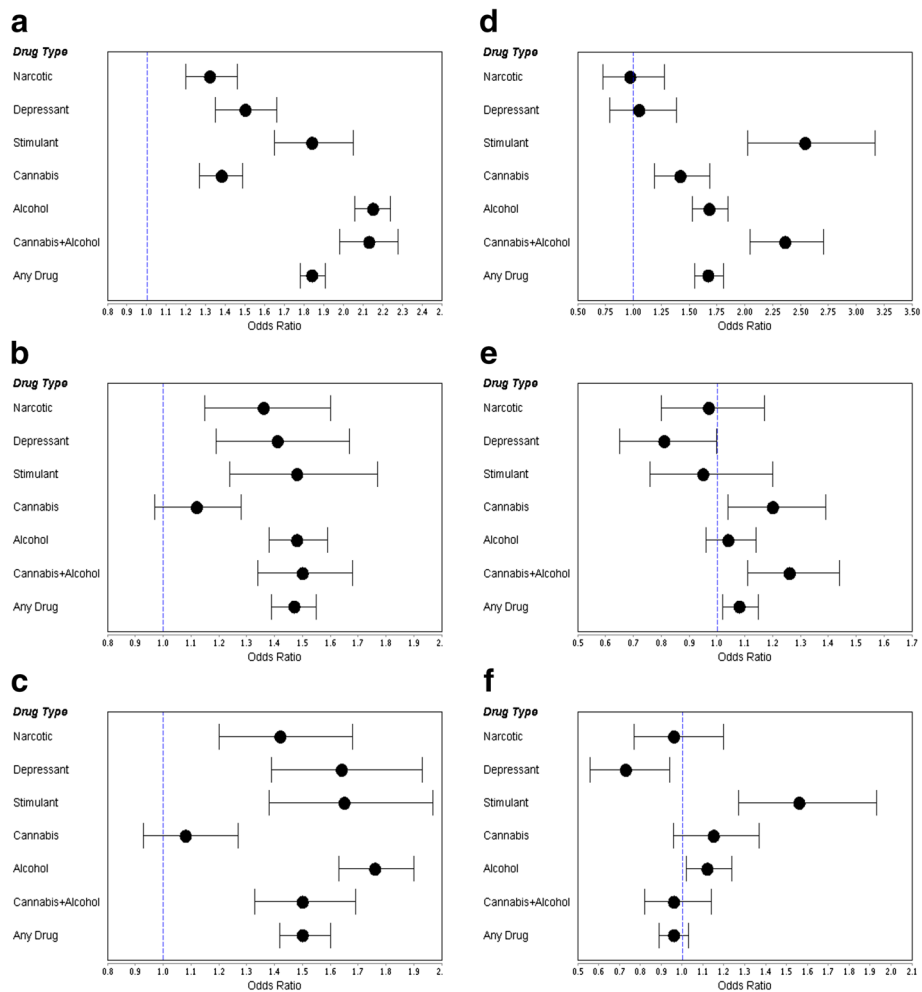 a
Drug Type
Narcotic
Depressant
Stimulant
Cannabis
Alcohol
Cannabis+Alcohol
Any Drug
0.8 0.9 1.0 1.1 1.2 1.3 1.4 1.5 1.6 1.7 1.8 1.9 2.0 2.1 2.2 2.3 2.4 2.
Odds Ratio
b
Drug Type
Narcotic
Depressant
Stimulant
Cannabis
Alcohol
Cannabis+Alcohol
Any Drug
0.8 0.9 1.0 1.1 1.2 1.3 1.4 1.5 1.6 1.7 1.8 1.9 2.
Odds Ratio
c
Drug Type
Narcotic
Depressant
Stimulant
Cannabis
Alcohol
Cannabis+Alcohol
Any Drug
0.8 0.9 1.0 1.1 1.2 1.3 1.4 1.5 1.6 1.7 1.8 1.9 2.
Odds Ratio
d
Drug Type
Narcotic
Depressant
Stimulant
Cannabis
Alcohol
Cannabis+Alcohol
Any Drug
0.50 0.75 1.00 1.25 1.50 1.75 2.00 2.25 2.50 2.75 3.00 3.25 3.50
Odds Ratio
e
Drug Type
Narcotic
Depressant
Stimulant
Cannabis
Alcohol
Cannabis+Alcohol
Any Drug
0.5 0.6 0.7 0.8 0.9 1.0 1.1 1.2 1.3 1.4 1.5 1.6 1.7
Odds Ratio
f
Drug Type
Narcotic
Depressant
Stimulant
Cannabis
Alcohol
Cannabis+Alcohol
Any Drug
0.5 0.6 0.7 0.8 0.9 1.0 1.1 1.2 1.3 1.4 1.5 1.6 1.7 1.8 1.9 2.0 2.1
Odds Ratio